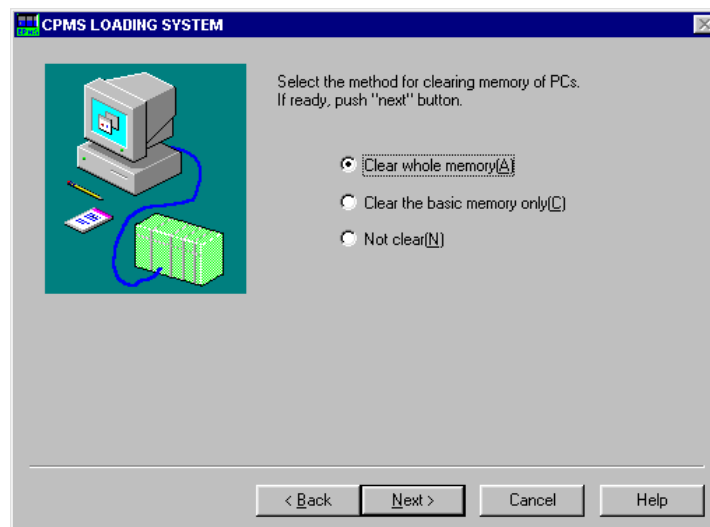 CPMS LOADING SYSTEM
Select the method for clearing memory of PCs.
If ready, push "next" button.
Clear whole memory(A)
Clear the basic memory only(C)
Not clear(N)
< Back
Next >
Cancel
Help